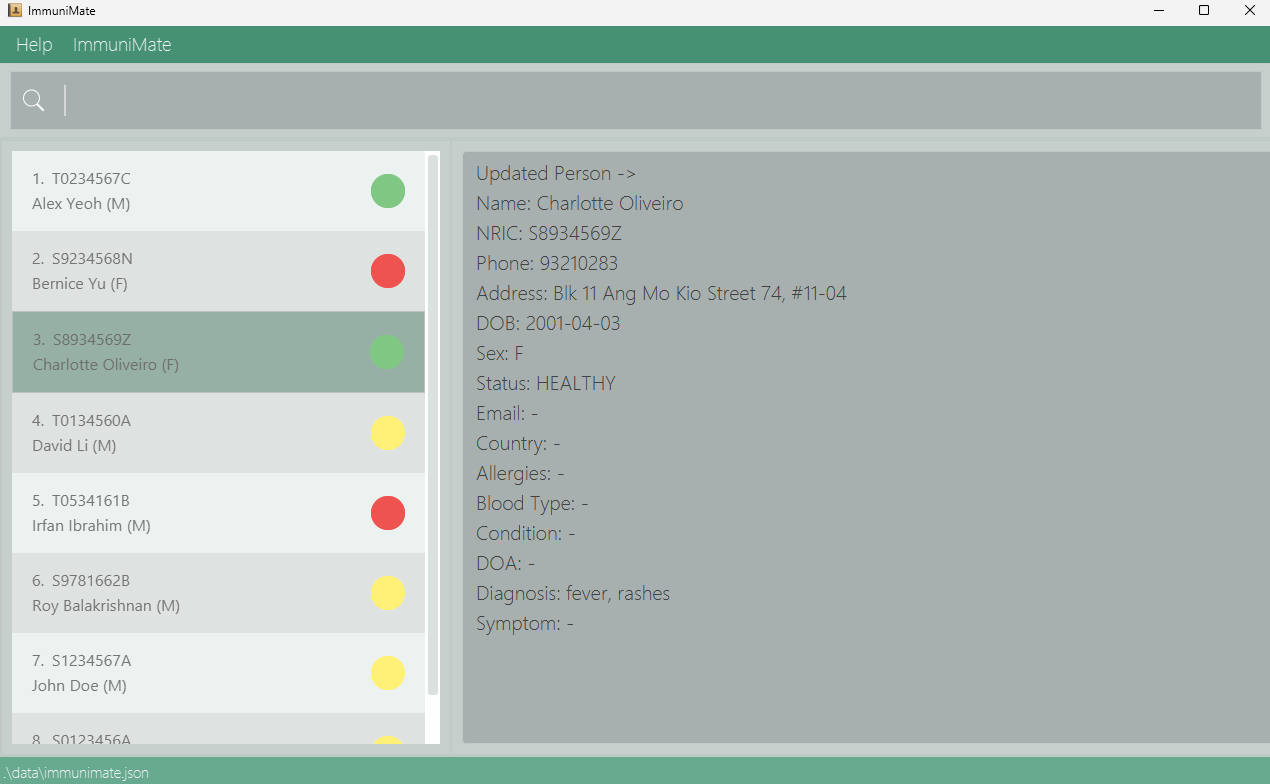 ImmuniMate
Help ImmuniMate
1. T0234567C
Alex Yeoh (M)
2. S9234568N
Bernice Yu (F)
3. S8934569Z
Charlotte Oliveiro (F)
4. T0134560A
David Li (M)
5. T0534161B
Irfan Ibrahim (M)
6. S9781662B
Roy Balakrishnan (M)
7. S1234567A
John Doe (M)
8. S0123456A
Updated Person ->
Name: Charlotte Oliveiro
NRIC: S8934569Z
Phone: 93210283
Address: Blk 11 Ang Mo Kio Street 74, #11-04
DOB: 2001-04-03
Sex: F
Status: HEALTHY
Email: -
Country: -
Allergies: -
Blood Type: -
Condition: -
DOA: -
Diagnosis: fever, rashes
Symptom: -
.\data\immunimate.json